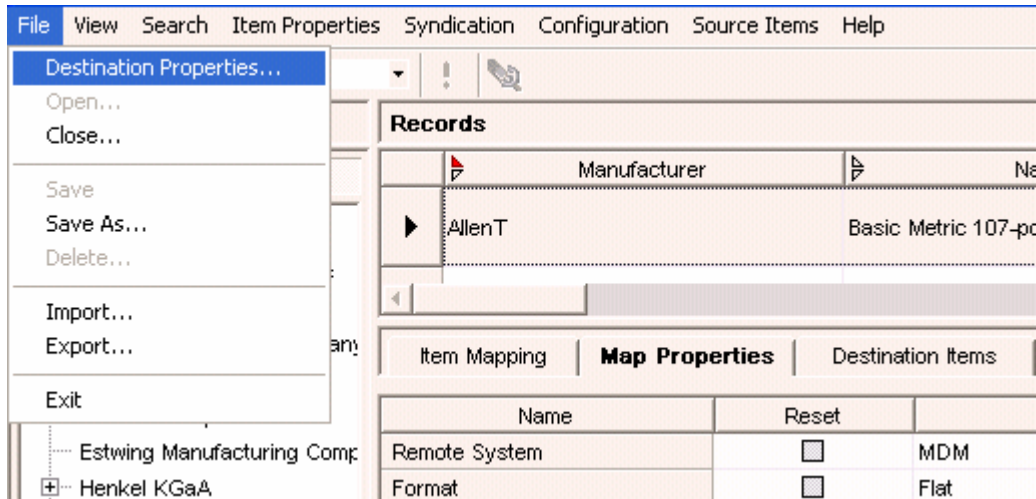 File View Search Item Properties Syndication Configuration Source Items Help
Destination Properties...
Open...
Close...
Save
Save As...
Delete...
Import...
Export...
Exit
Estwing Manufacturing Comp
Henkel KGaA
Records
Manufacturer
AllenT Basic Metric 107-pc
Item Mapping Map Properties Destination Items
Name Reset
Remote System MDM
Format Flat